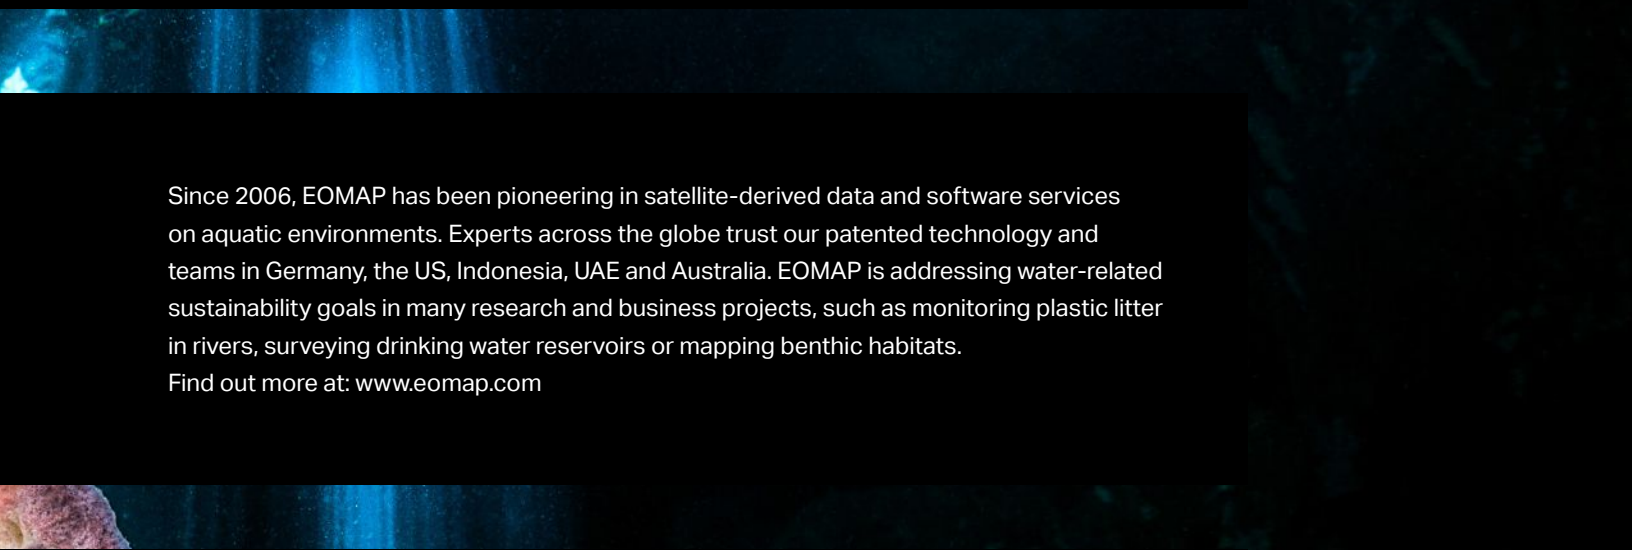 Since 2006, EOMAP has been pioneering in satellite-derived data and software services
on aquatic environments. Experts across the globe trust our patented technology and
teams in Germany, the US, Indonesia, UAE and Australia. EOMAP is addressing water-related
sustainability goals in many research and business projects, such as monitoring plastic litter
in rivers, surveying drinking water reservoirs or mapping benthic habitats.
Find out more at: www.eomap.com